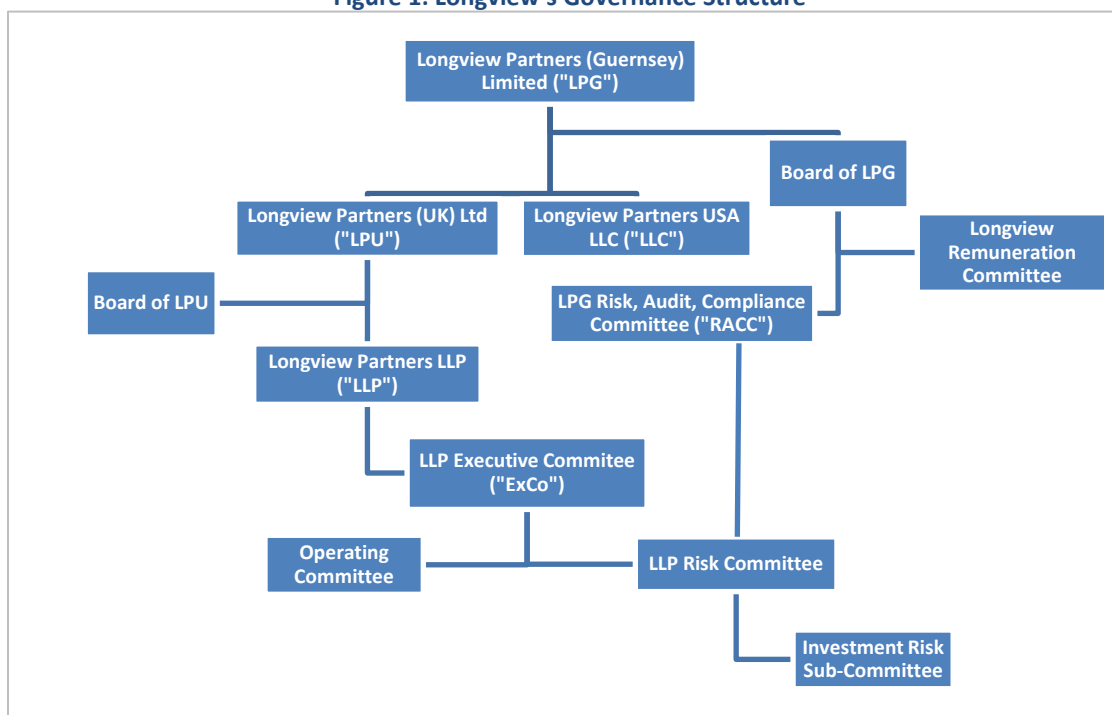 Figure 1: Longview's Governance Structure
Longview Partners (Guernsey)
Limited ("LPG")
Board of LPG
Longview Partners (UK) Ltd
("LPU")
Longview Partners USA
LLC ("LLC")
Longview
Remuneration
Committee
Board of LPU
LPG Risk, Audit, Compliance
Committee ("RACC")
Longview Partners LLP
("LLP")
LLP Executive Commitee
("ExCo")
Operating
Committee
LLP Risk Committee
Investment Risk
Sub-Committee